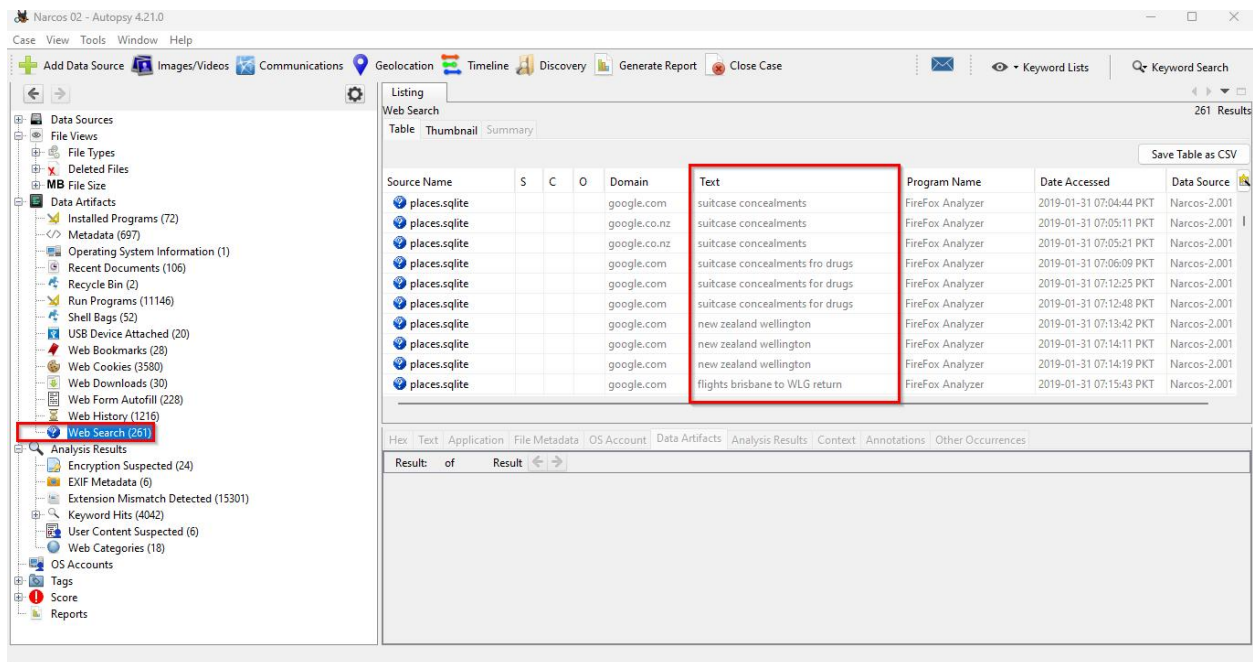 Narcos 02 - Autopsy 4.21.0
Case View Tools Window Help
Add Data Source Images/Videos Communications Geolocation Timeline Discovery Generate Report Close Case Keyword Lists Keyword Search
Data Sources
File Views
File Types
Deleted Files
MB File Size
Data Artifacts
Installed Programs (72)
Metadata (697)
Operating System Information (1)
Recent Documents (106)
Recycle Bin (2)
Run Programs (11146)
Shell Bags (52)
USB Device Attached (20)
Web Bookmarks (28)
Web Cookies (3580)
Web Downloads (30)
Web Form Autofill (228)
Web History (1216)
Web Search (261)
Analysis Results
Encryption Suspected (24)
EXIF Metadata (6)
Extension Mismatch Detected (15301)
Keyword Hits (4042)
User Content Suspected (6)
Web Categories (18)
OS Accounts
Tags
Score
Reports
Listing
Web Search 261 Results
Table Thumbnail Summary
Save Table as CSV
Source Name S C O Domain Text Program Name Date Accessed Data Source
places.sqlite google.com suitcase concealments FireFox Analyzer 2019-01-31 07:04:44 PKT Narcos-2.001
places.sqlite google.co.nz suitcase concealments FireFox Analyzer 2019-01-31 07:05:11 PKT Narcos-2.001
places.sqlite google.co.nz suitcase concealments FireFox Analyzer 2019-01-31 07:05:21 PKT Narcos-2.001
places.sqlite google.com suitcase concealments fro drugs FireFox Analyzer 2019-01-31 07:06:09 PKT Narcos-2.001
places.sqlite google.com suitcase concealments for drugs FireFox Analyzer 2019-01-31 07:12:25 PKT Narcos-2.001
places.sqlite google.com suitcase concealments for drugs FireFox Analyzer 2019-01-31 07:12:48 PKT Narcos-2.001
places.sqlite google.com new zealand wellington FireFox Analyzer 2019-01-31 07:13:42 PKT Narcos-2.001
places.sqlite google.com new zealand wellington FireFox Analyzer 2019-01-31 07:14:11 PKT Narcos-2.001
places.sqlite google.com new zealand wellington FireFox Analyzer 2019-01-31 07:14:19 PKT Narcos-2.001
places.sqlite google.com flights brisbane to WLG return FireFox Analyzer 2019-01-31 07:15:43 PKT Narcos-2.001
Hex Text Application File Metadata OS Account Data Artifacts Analysis Results Context Annotations Other Occurrences
Result: of Result